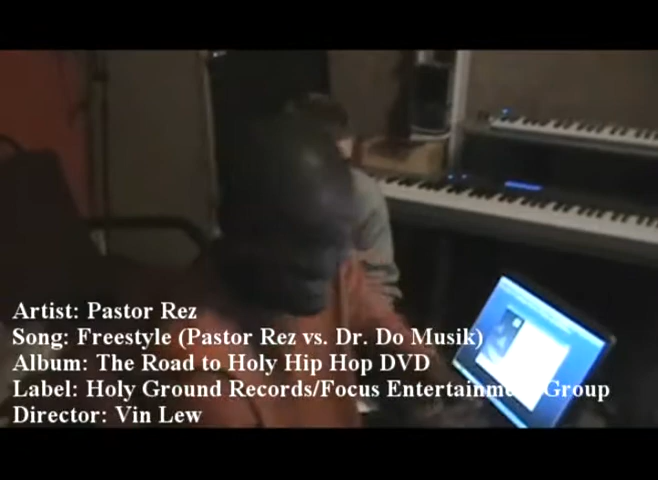 Artist: Pastor Rez
Song: Freestyle (Pastor Rez vs. Dr. Do Musik)
Album: The Road to Holy Hip Hop DVD
Label: Holy Ground Records/Focus Entertainment Group
Director: Vin Lew